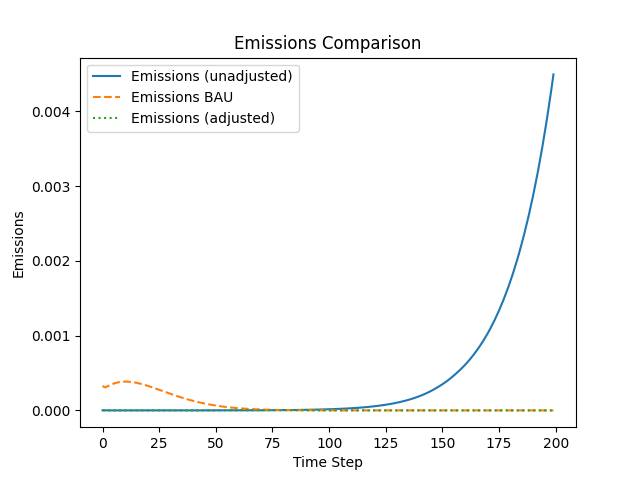 Emissions Comparison
Emissions (unadjusted)
Emissions BAU
Emissions (adjusted)
0.004
0.003
0.002
0.001
0.000
Emissions
0 25 50 75 100 125 150 175 200
Time Step